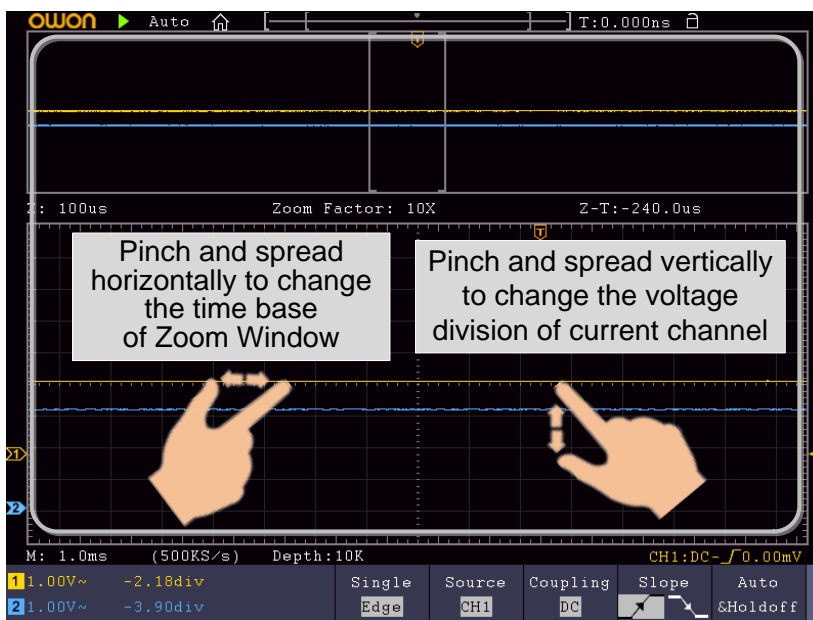 owon Auto T:0.000ns
T
Z: 100us Zoom Factor: 10X Z-T:-240.0us
T
Pinch and spread
horizontally to change
the time base
of Zoom Window
Pinch and spread vertically
to change the voltage
division of current channel
1
2
M: 1.0ms (500KS/s) Depth:10K CH1:DC- 0.00mV
1 1.00V~ -2.18div Single Source Coupling Slope Auto
2 1.00V~ -3.90div Edge CH1 DC &Holdoff